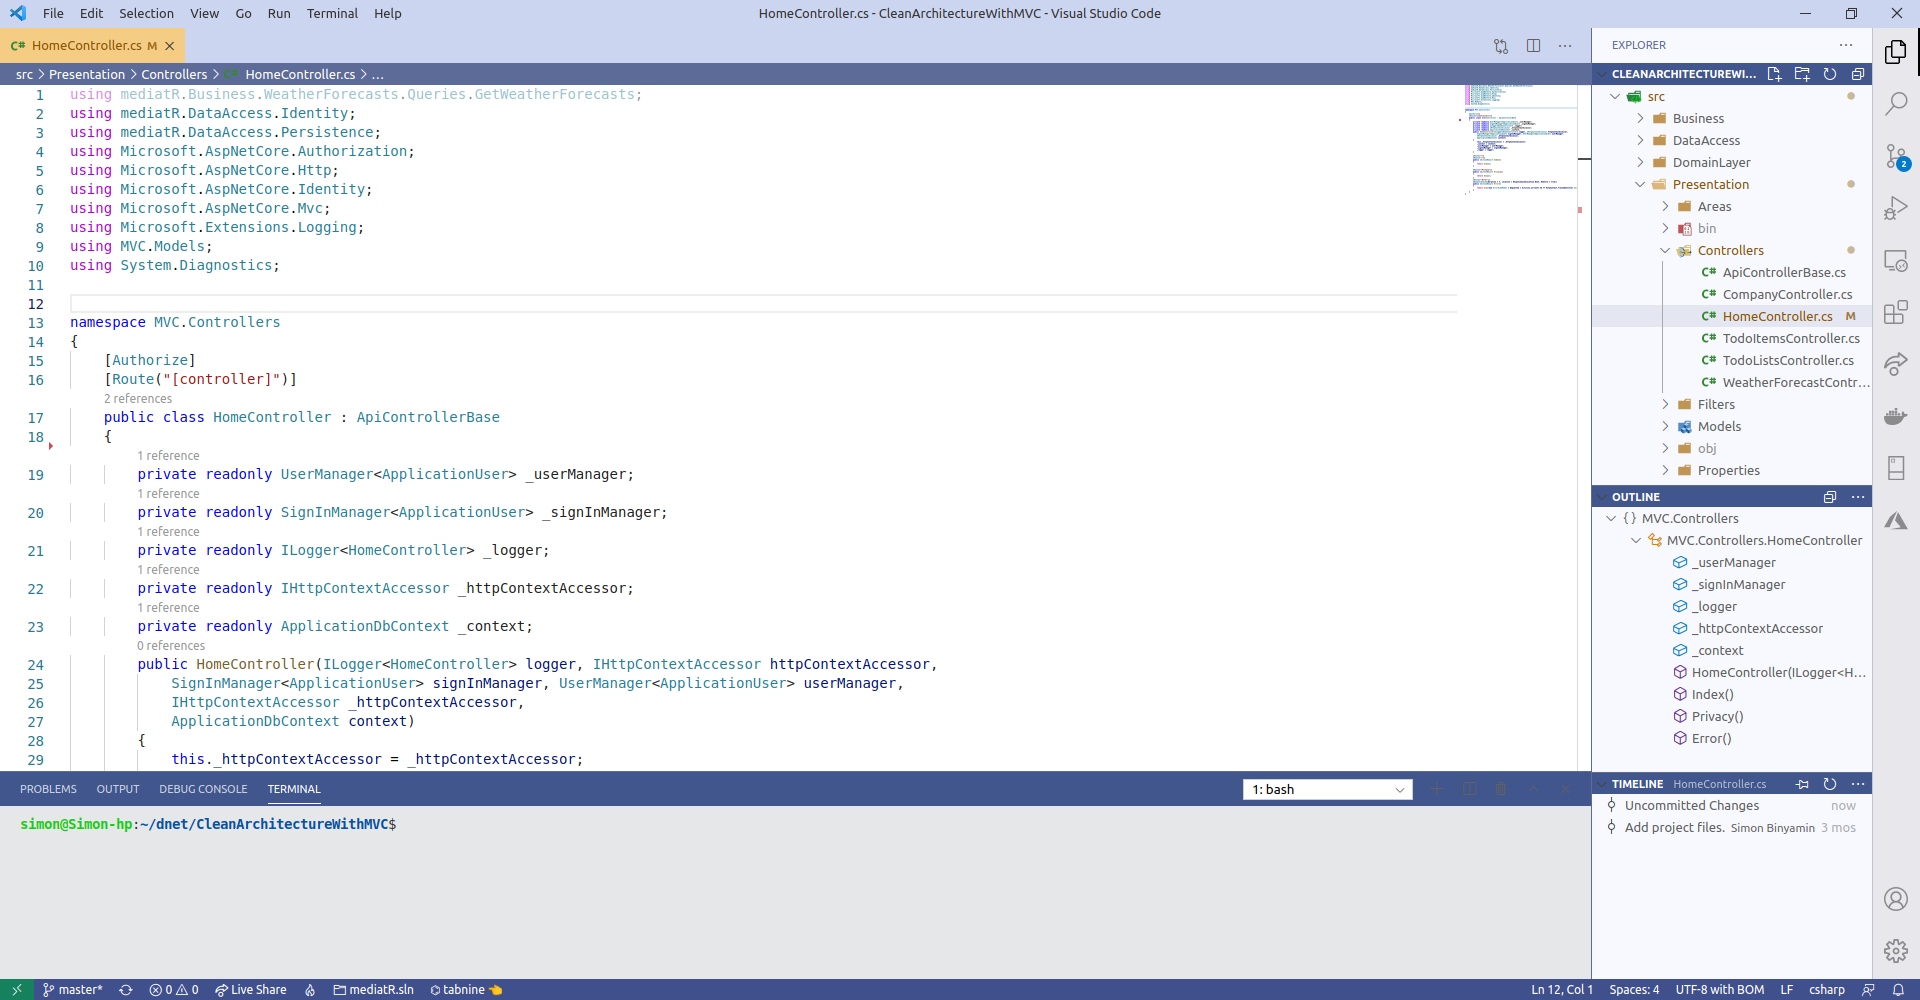 File Edit Selection View Go Run Terminal Help
HomeController.cs - CleanArchitectureWithMVC - Visual Studio Code
C# HomeController.cs M
src > Presentation > Controllers > C# HomeController.cs > ...
1 using mediatR.Business.WeatherForecasts.Queries.GetWeatherForecasts;
2 using mediatR.DataAccess.Identity;
3 using mediatR.DataAccess.Persistence;
4 using Microsoft.AspNetCore.Authorization;
5 using Microsoft.AspNetCore.Http;
6 using Microsoft.AspNetCore.Identity;
7 using Microsoft.AspNetCore.Mvc;
8 using Microsoft.Extensions.Logging;
9 using MVC.Models;
10 using System.Diagnostics;
11
12
13 namespace MVC.Controllers
14 {
15 [Authorize]
16 [Route("[controller]")]
2 references
17 public class HomeController : ApiControllerBase
18 {
1 reference
19 private readonly UserManager<ApplicationUser> _userManager;
1 reference
20 private readonly SignInManager<ApplicationUser> _signInManager;
1 reference
21 private readonly ILogger<HomeController> _logger;
1 reference
22 private readonly IHttpContextAccessor _httpContextAccessor;
1 reference
23 private readonly ApplicationDbContext _context;
0 references
24 public HomeController(ILogger<HomeController> logger, IHttpContextAccessor httpContextAccessor,
25 SignInManager<ApplicationUser> signInManager, UserManager<ApplicationUser> userManager,
26 IHttpContextAccessor _httpContextAccessor,
27 ApplicationDbContext context)
28 {
29 this._httpContextAccessor = _httpContextAccessor;
PROBLEMS OUTPUT DEBUG CONSOLE TERMINAL
1: bash
simon@Simon-hp:~/dnet/CleanArchitectureWithMVC$
EXPLORER
CLEANARCHITECTUREWI...
src
Business
DataAccess
DomainLayer
Presentation
Areas
bin
Controllers
C# ApiControllerBase.cs
C# CompanyController.cs
C# HomeController.cs M
C# TodoItemsController.cs
C# TodoListsController.cs
C# WeatherForecastContr...
Filters
Models
obj
Properties
OUTLINE
{} MVC.Controllers
MVC.Controllers.HomeController
_userManager
_signInManager
_logger
_httpContextAccessor
_context
HomeController(ILogger<H...
Index()
Privacy()
Error()
TIMELINE HomeController.cs
Uncommitted Changes now
Add project files. Simon Binyamin 3 mos
2
master* 0 0 Live Share mediatR.sln tabnine
Ln 12, Col 1 Spaces: 4 UTF-8 with BOM LF csharp